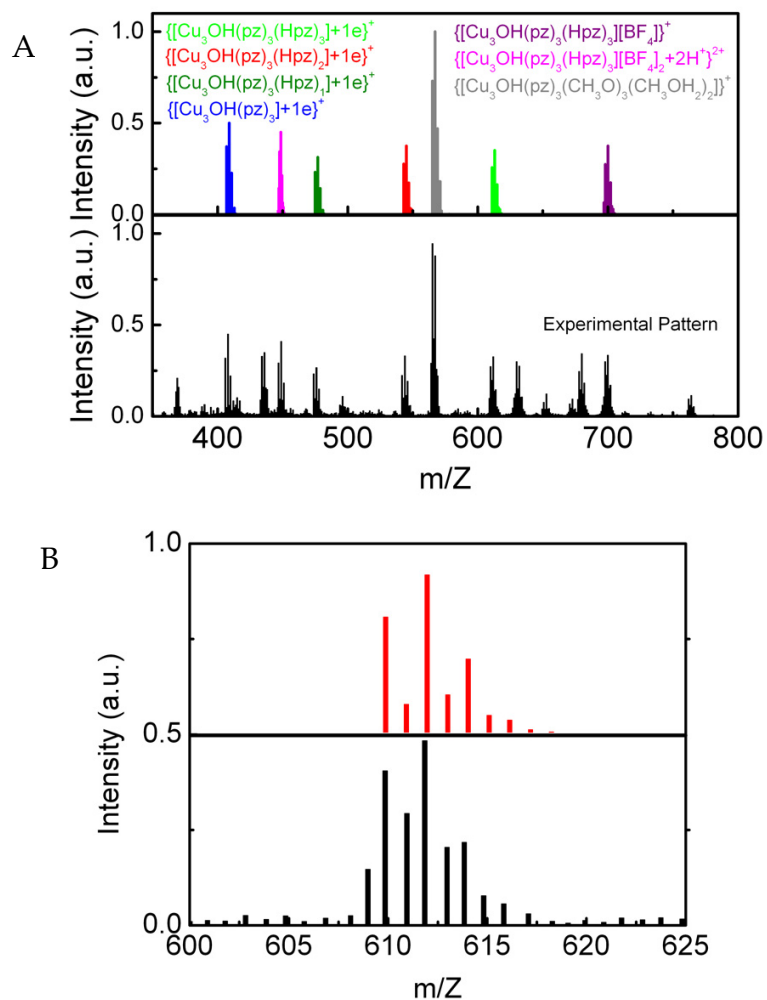 A
{[Cu₃OH(pz)₃(Hpz)₃]+1e}⁺
{[Cu₃OH(pz)₃(Hpz)₂]+1e}⁺
{[Cu₃OH(pz)₃(Hpz)₁]+1e}⁺
{[Cu₃OH(pz)₃]+1e}⁺
{[Cu₃OH(pz)₃(Hpz)₃][BF₄]}⁺
{[Cu₃OH(pz)₃(Hpz)₃][BF₄]₂+2H⁺}²⁺
{[Cu₃OH(pz)₃(CH₃O)₃(CH₃OH₂)₂]}⁺
Intensity (a.u.)
1.0
0.5
0.0
Experimental Pattern
Intensity (a.u.)
1.0
0.5
0.0
400 500 600 700 800
m/Z
B
Intensity (a.u.)
1.0
0.5
0.0
600 605 610 615 620 625
m/Z